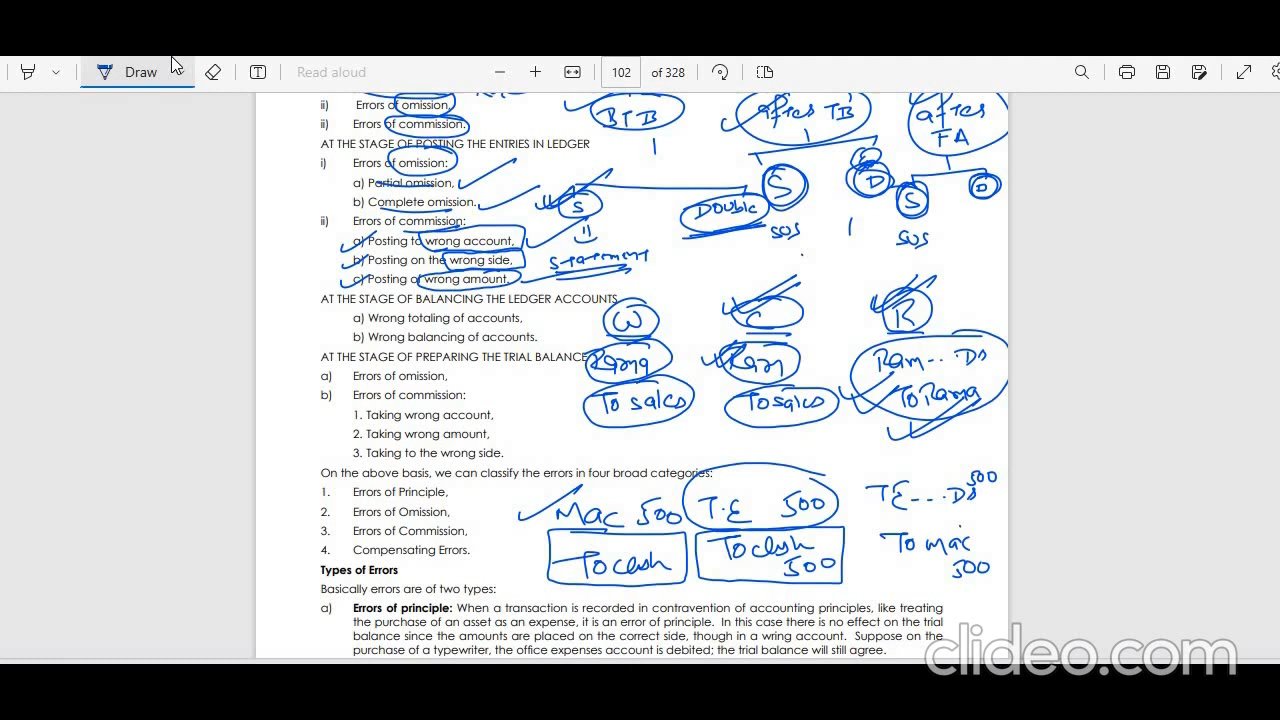 Draw
Read aloud
102 of 328
ii) Errors of omission,
ii) Errors of commission.
BTB
after TB
after
FA
AT THE STAGE OF POSTING THE ENTRIES IN LEDGER
i) Errors of omission:
a) Partial omission,
b) Complete omission.
S
Double
S
D
S
D
SOS
SOS
ii) Errors of commission:
a) Posting to wrong account,
b) Posting on the wrong side,
c) Posting of wrong amount.
Statement
AT THE STAGE OF BALANCING THE LEDGER ACCOUNTS
a) Wrong totaling of accounts,
b) Wrong balancing of accounts.
W
C
R
AT THE STAGE OF PREPARING THE TRIAL BALANCE
a) Errors of omission,
b) Errors of commission:
1. Taking wrong account,
2. Taking wrong amount,
3. Taking to the wrong side.
Rama
To sales
Ram
To sales
Ram... Dr
To Rama
On the above basis, we can classify the errors in four broad categories:
1. Errors of Principle,
2. Errors of Omission,
3. Errors of Commission,
4. Compensating Errors.
Mac 500
To cash
T.E 500
To cash
500
T.E... Dr 500
To mac
500
Types of Errors
Basically errors are of two types:
a) Errors of principle: When a transaction is recorded in contravention of accounting principles, like treating
the purchase of an asset as an expense, it is an error of principle. In this case there is no effect on the trial
balance since the amounts are placed on the correct side, though in a wring account. Suppose on the
purchase of a typewriter, the office expenses account is debited; the trial balance will still agree.
clideo.com